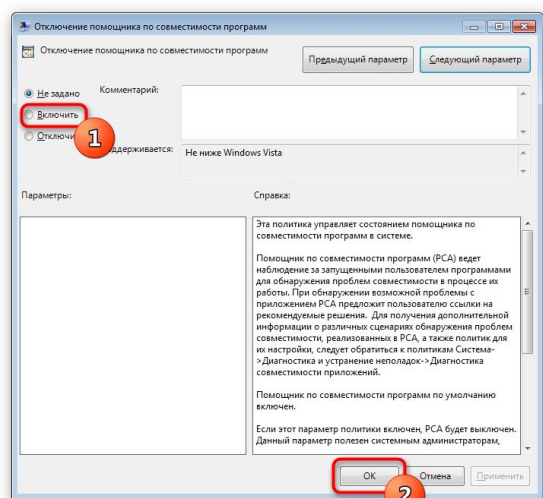 Отключение помощника по совместимости программ
Отключение помощника по совместимости программ
Предыдущий параметр
Следующий параметр
Не задано
Комментарий:
Включить
1
Отключи
Поддерживается:
Не ниже Windows Vista
Параметры:
Справка:
Эта политика управляет состоянием помощника по
совместимости программ в системе.
Помощник по совместимости программ (PCA) ведет
наблюдение за запущенными пользователем программами
для обнаружения проблем совместимости в процессе их
работы. При обнаружении возможной проблемы с
приложением PCA предложит пользователю ссылки на
рекомендуемые решения.  Для получения дополнительной
информации о различных сценариях обнаружения проблем
совместимости, реализованных в PCA, а также политик для
их настройки, следует обратиться к политикам Система-
>Диагностика и устранение неполадок->Диагностика
совместимости приложений.
Помощник по совместимости программ по умолчанию
включен.
Если этот параметр политики включен, PCA будет выключен.
Данный параметр полезен системным администраторам,
ОК
Отмена
Применить
2